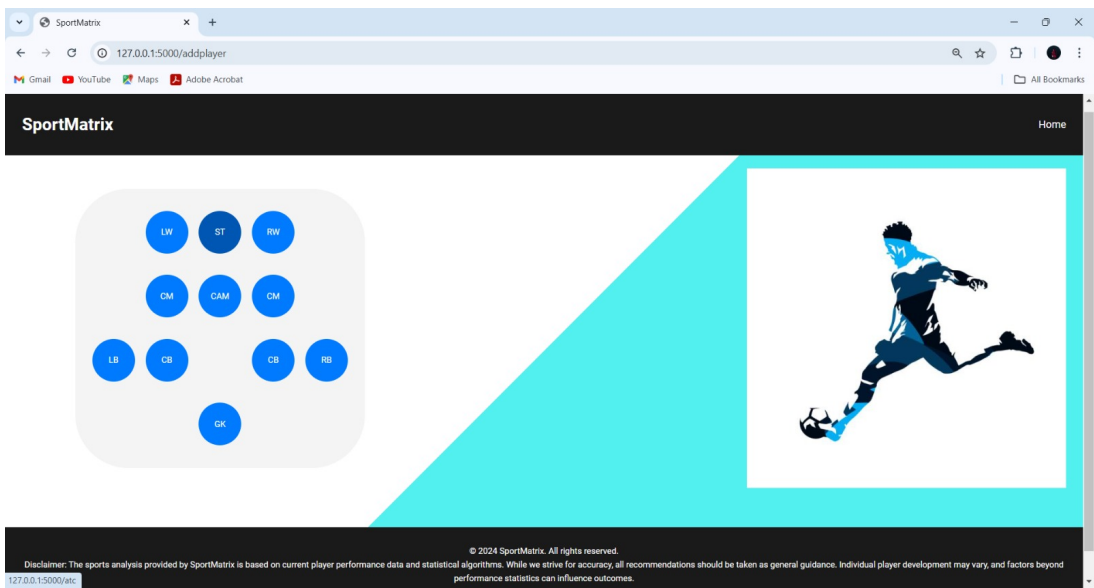 SportMatrix
127.0.0.1:5000/addplayer
Gmail YouTube Maps Adobe Acrobat All Bookmarks
SportMatrix Home
LW ST RW
CM CAM CM
LB CB CB RB
GK
© 2024 SportMatrix. All rights reserved.
Disclaimer: The sports analysis provided by SportMatrix is based on current player performance data and statistical algorithms. While we strive for accuracy, all recommendations should be taken as general guidance. Individual player development may vary, and factors beyond
performance statistics can influence outcomes.
127.0.0.1:5000/atc